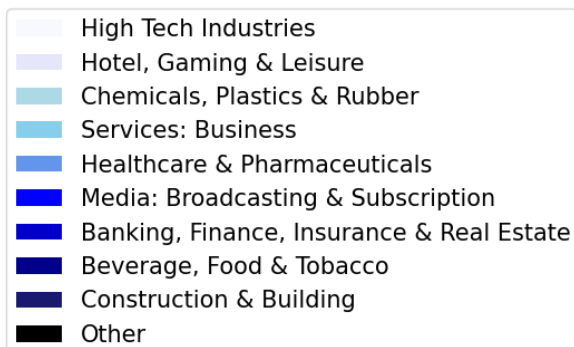 High Tech Industries
Hotel, Gaming & Leisure
Chemicals, Plastics & Rubber
Services: Business
Healthcare & Pharmaceuticals
Media: Broadcasting & Subscription
Banking, Finance, Insurance & Real Estate
Beverage, Food & Tobacco
Construction & Building
Other